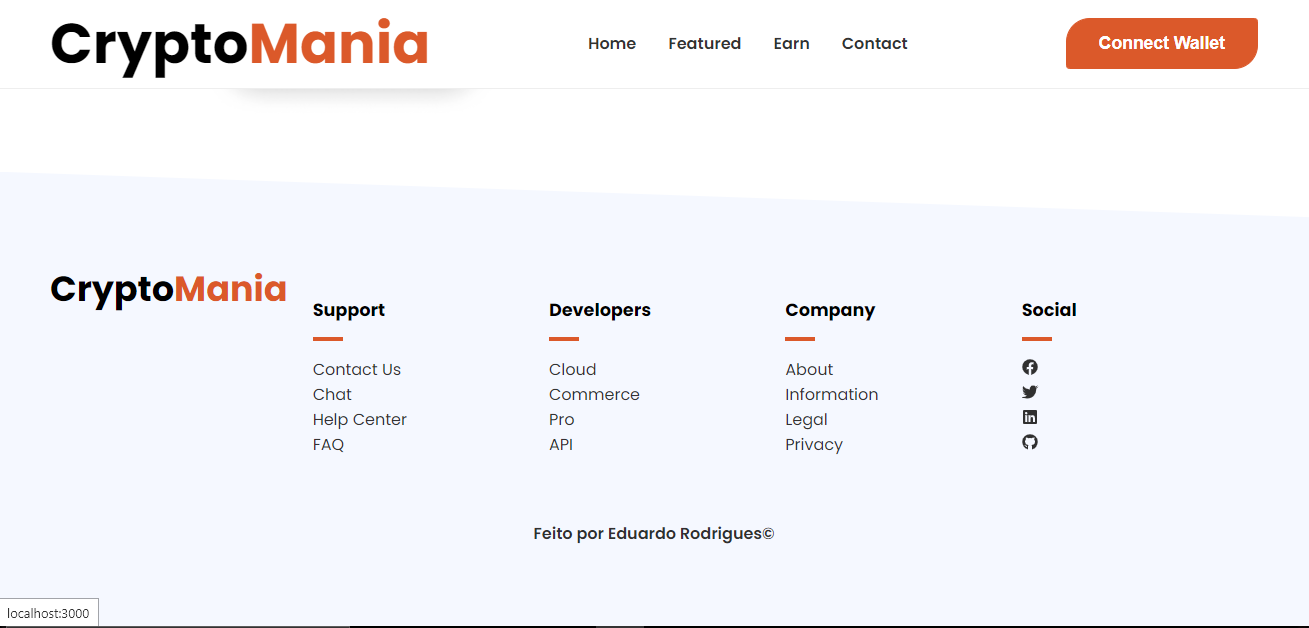 CryptoMania
Home Featured Earn Contact
Connect Wallet
CryptoMania
Support
Contact Us
Chat
Help Center
FAQ
Developers
Cloud
Commerce
Pro
API
Company
About
Information
Legal
Privacy
Social
Feito por Eduardo Rodrigues©
localhost:3000